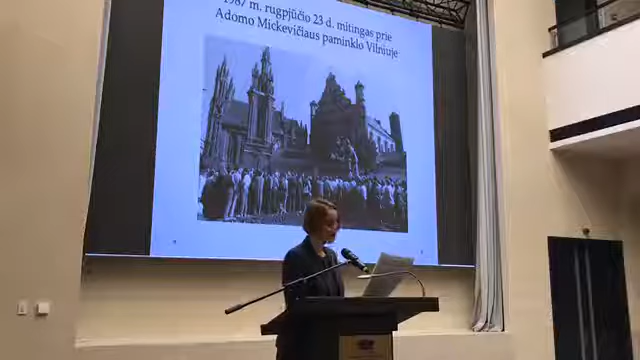 1987 m. rugpjūčio 23 d. mitingas prie
Adomo Mickevičiaus paminklo Vilniuje